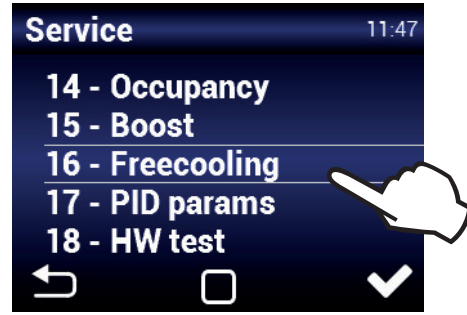 Service 11:47
14 - Occupancy
15 - Boost
16 - Freecooling
17 - PID params
18 - HW test